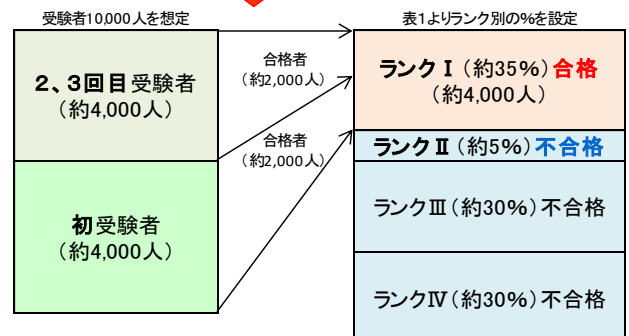 受験者10,000人を想定
表1よりランク別の%を設定
2、3回目受験者
(約4,000人)
合格者
(約2,000人)
合格者
(約2,000人)
初受験者
(約4,000人)
ランクⅠ(約35%)合格
(約4,000人)
ランクⅡ(約5%)不合格
ランクⅢ(約30%)不合格
ランクⅣ(約30%)不合格